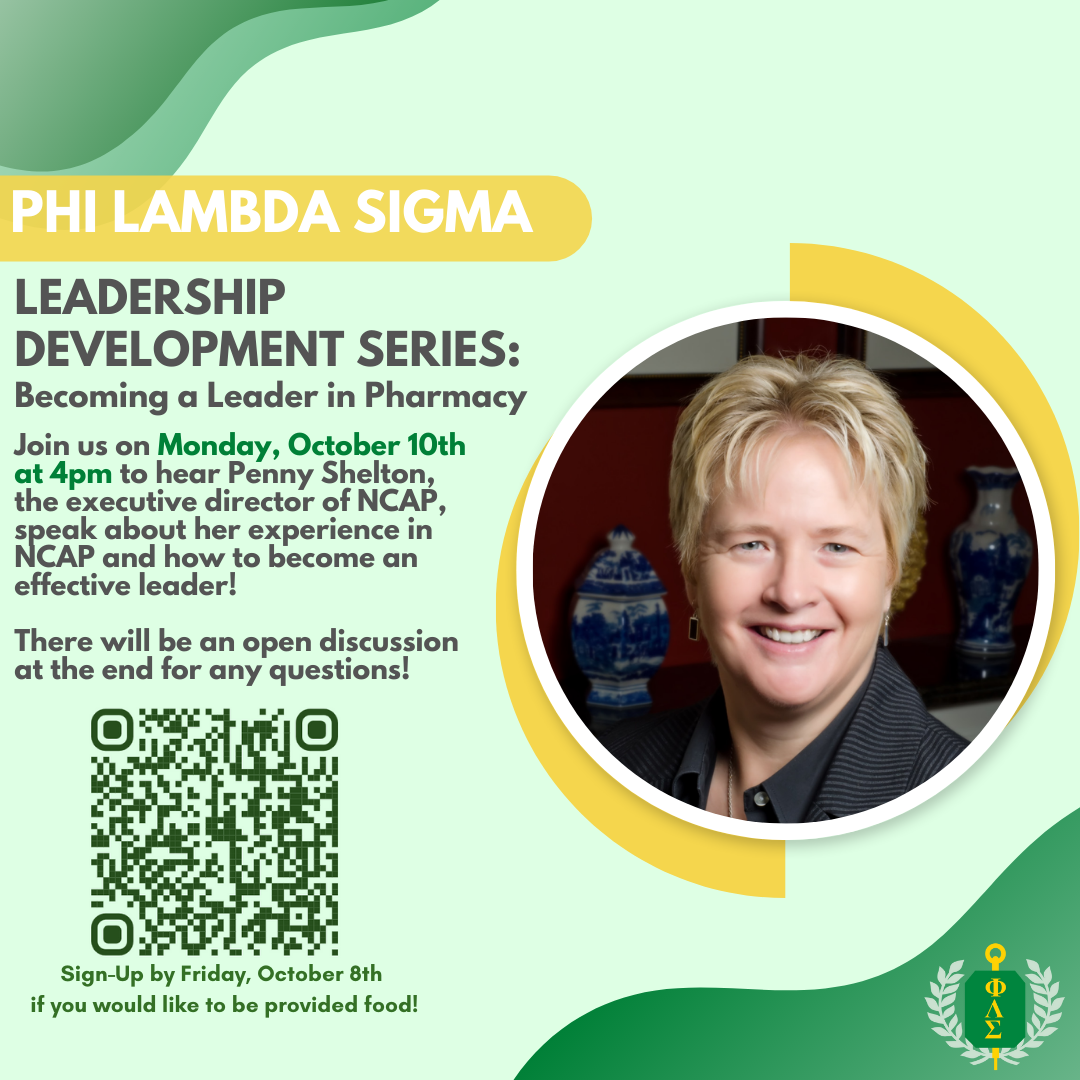 PHI LAMBDA SIGMA
LEADERSHIP
DEVELOPMENT SERIES:
Becoming a Leader in Pharmacy
Join us on Monday, October 10th
at 4pm to hear Penny Shelton,
the executive director of NCAP,
speak about her experience in
NCAP and how to become an
effective leader!
There will be an open discussion
at the end for any questions!
Sign-Up by Friday, October 8th
if you would like to be provided food!
Φ
Λ
Σ